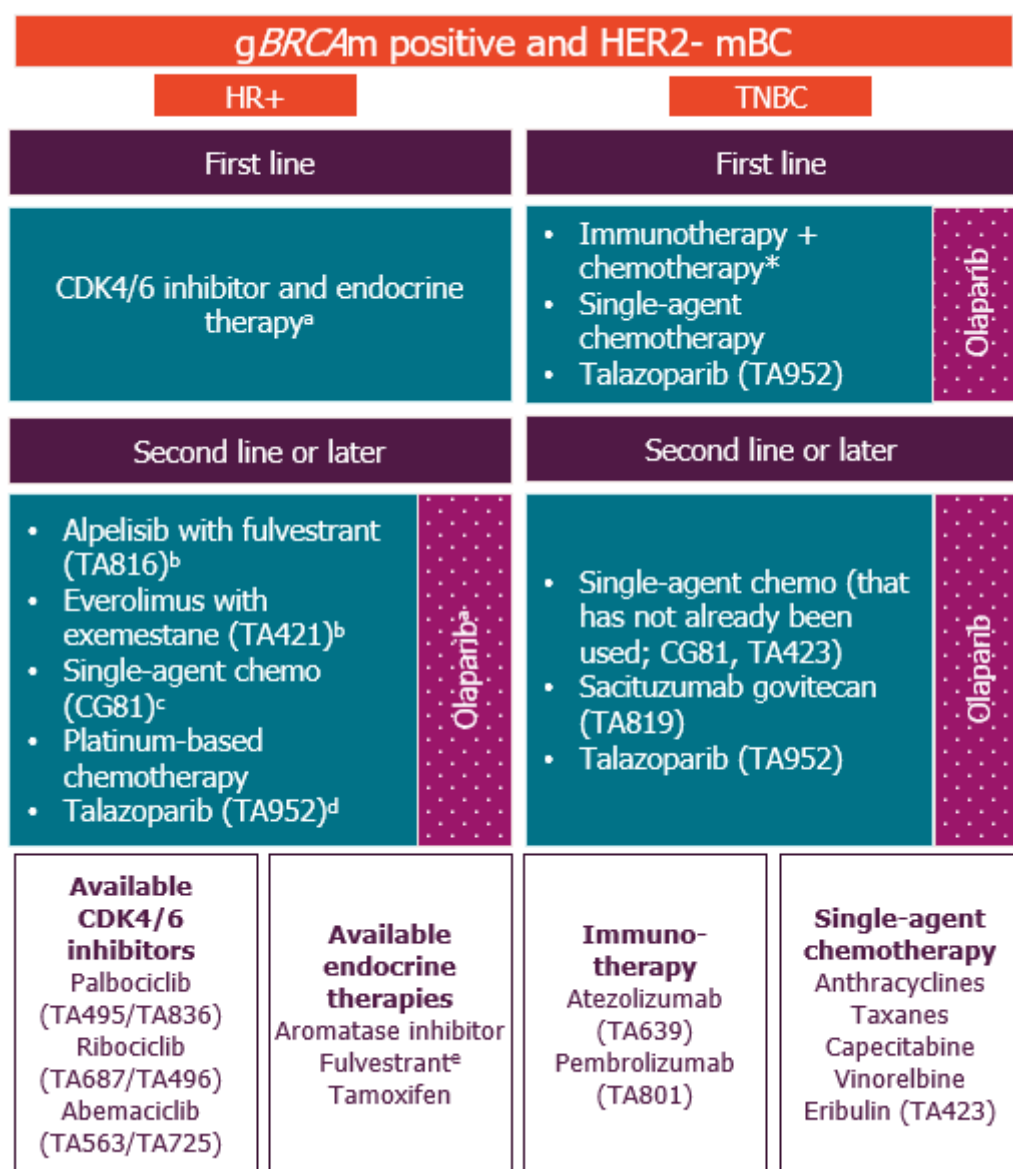 gBRCAm positive and HER2- mBC
HR+
First line
CDK4/6 inhibitor and endocrine
therapyᵃ
Second line or later
• Alpelisib with fulvestrant
(TA816)ᵇ
• Everolimus with
exemestane (TA421)ᵇ
• Single-agent chemo
(CG81)ᶜ
• Platinum-based
chemotherapy
• Talazoparib (TA952)ᵈ
Olaparibᵃ
TNBC
First line
• Immunotherapy +
chemotherapy*
• Single-agent
chemotherapy
• Talazoparib (TA952)
Olaparib
Second line or later
• Single-agent chemo (that
has not already been
used; CG81, TA423)
• Sacituzumab govitecan
(TA819)
• Talazoparib (TA952)
Olaparib
Available
CDK4/6
inhibitors
Palbociclib
(TA495/TA836)
Ribociclib
(TA687/TA496)
Abemaciclib
(TA563/TA725)
Available
endocrine
therapies
Aromatase inhibitor
Fulvestrantᵉ
Tamoxifen
Immuno-
therapy
Atezolizumab
(TA639)
Pembrolizumab
(TA801)
Single-agent
chemotherapy
Anthracyclines
Taxanes
Capecitabine
Vinorelbine
Eribulin (TA423)